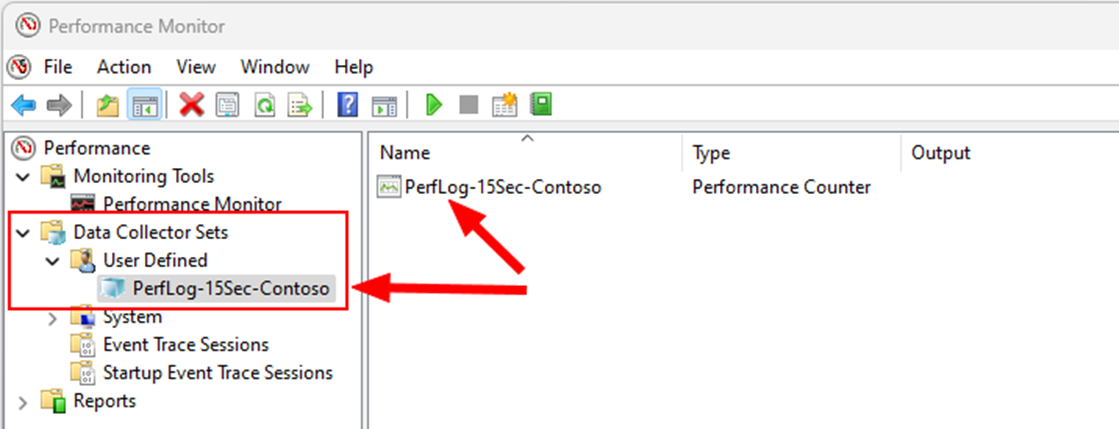 Performance Monitor
File Action View Window Help
Performance
Monitoring Tools
Performance Monitor
Data Collector Sets
User Defined
PerfLog-15Sec-Contoso
System
Event Trace Sessions
Startup Event Trace Sessions
Reports
Name Type Output
PerfLog-15Sec-Contoso Performance Counter